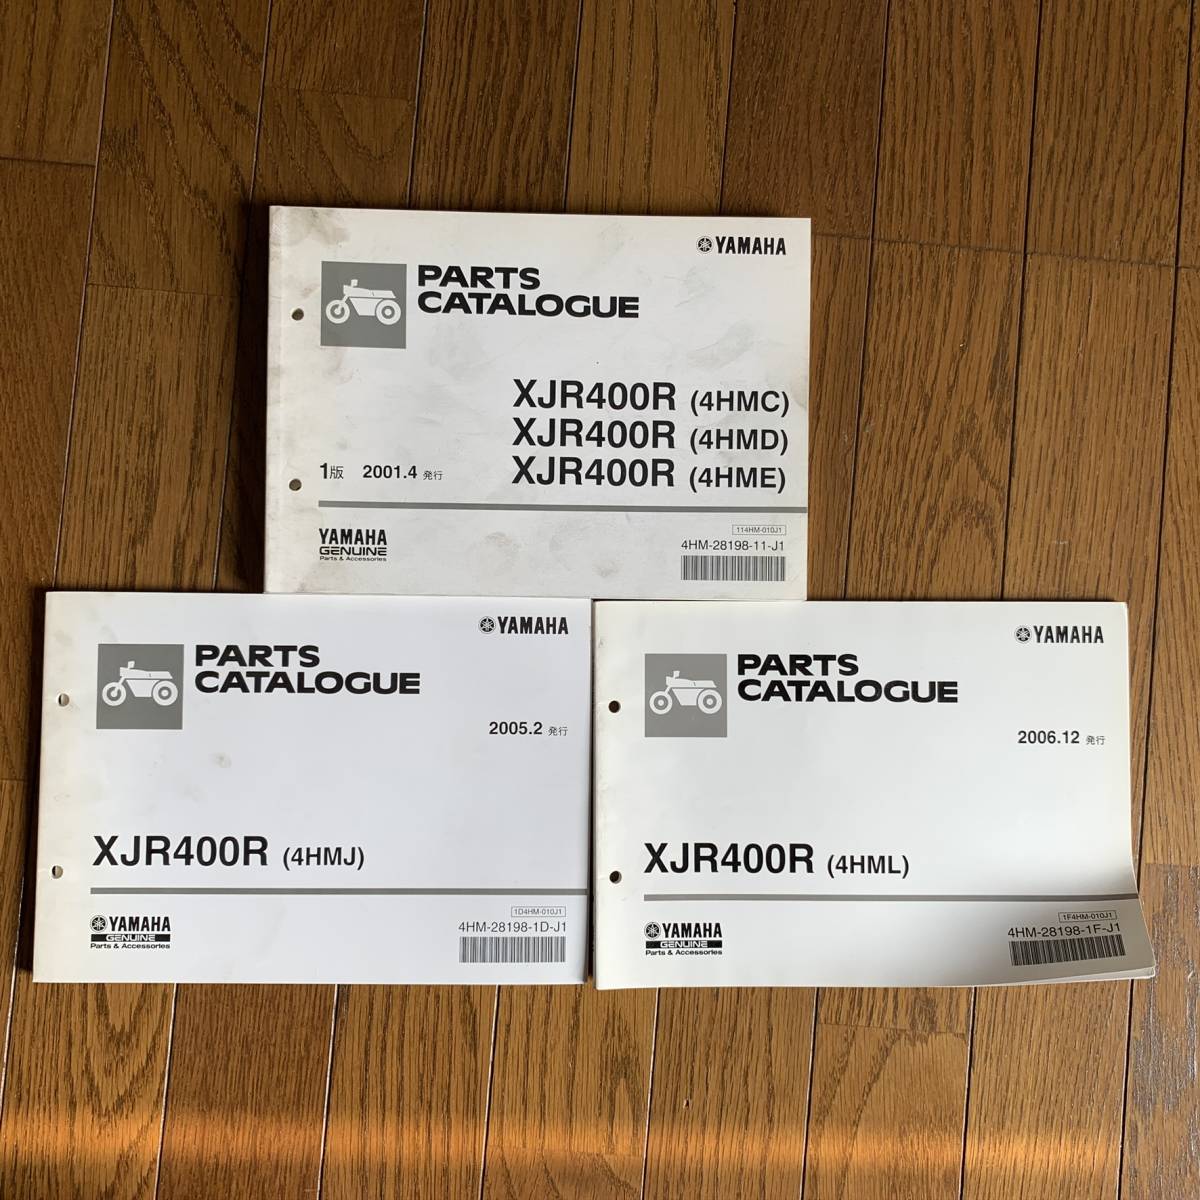 YAMAHA
PARTS
CATALOGUE
XJR400R (4HMC)
XJR400R (4HMD)
1版 2001.4 発行 XJR400R (4HME)
YAMAHA
GENUINE
Parts & Accessories
114HM-010J1
4HM-28198-11-J1
YAMAHA
PARTS
CATALOGUE
2005.2 発行
XJR400R (4HMJ)
YAMAHA
GENUINE
Parts & Accessories
1D4HM-010J1
4HM-28198-1D-J1
YAMAHA
PARTS
CATALOGUE
2006.12 発行
XJR400R (4HML)
YAMAHA
GENUINE
Parts & Accessories
1F4HM-010J1
4HM-28198-1F-J1